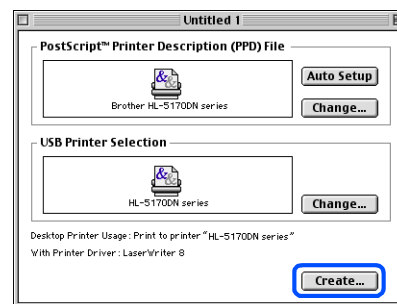 Untitled 1
PostScript™ Printer Description (PPD) File
Auto Setup
Brother HL-5170DN series
Change...
USB Printer Selection
HL-5170DN series
Change...
Desktop Printer Usage : Print to printer “HL-5170DN series”
With Printer Driver : LaserWriter 8
Create...